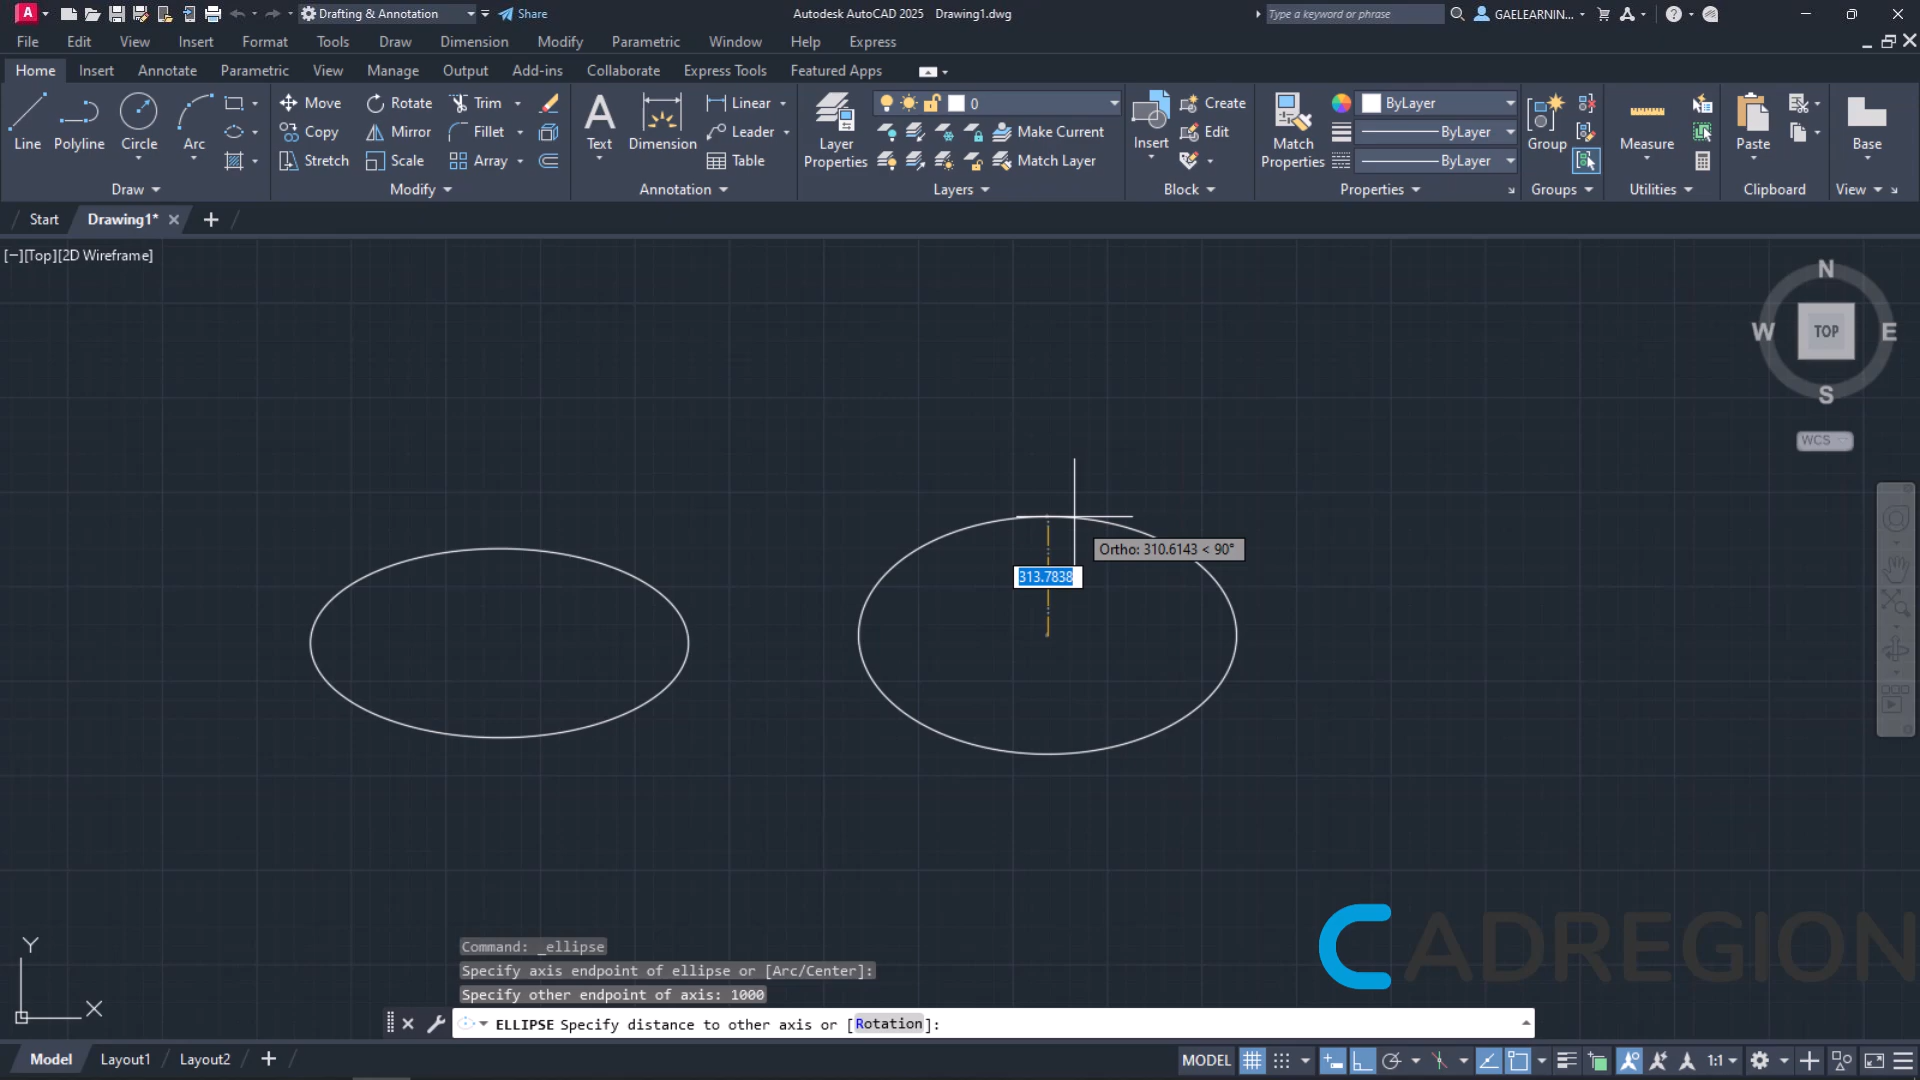 A Drafting & Annotation Share Autodesk AutoCAD 2025 Drawing1.dwg Type a keyword or phrase GAELEARNIN...
File Edit View Insert Format Tools Draw Dimension Modify Parametric Window Help Express
Home Insert Annotate Parametric View Manage Output Add-ins Collaborate Express Tools Featured Apps
Move Rotate Trim Linear 0 Create ByLayer
Copy Mirror Fillet Leader Make Current Edit ByLayer
Line Polyline Circle Arc Text Dimension Layer Properties Insert Match Properties Group Measure Paste Base
Stretch Scale Array Table Match Layer ByLayer
Draw Modify Annotation Layers Block Properties Groups Utilities Clipboard View
Start Drawing1*
[−][Top][2D Wireframe]
N
W TOP E
S
WCS
Ortho: 310.6143 < 90°
313.7838
CADREGION
Y
X
Command: _ellipse
Specify axis endpoint of ellipse or [Arc/Center]:
Specify other endpoint of axis: 1000
ELLIPSE Specify distance to other axis or [Rotation]:
Model Layout1 Layout2 MODEL 1:1